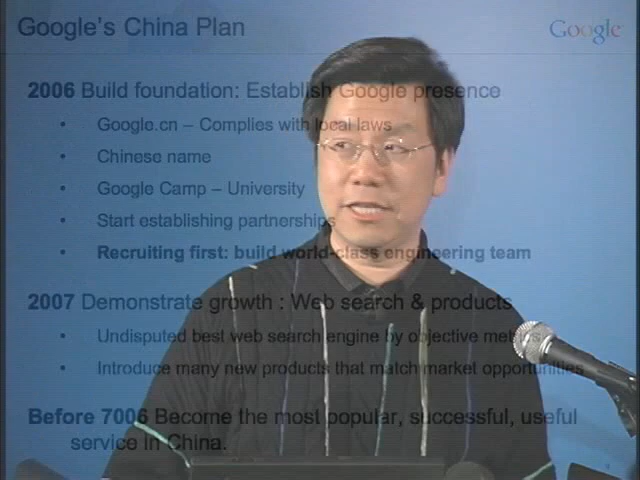 Google's China Plan
Google
2006 Build foundation: Establish Google presence
• Google.cn – Complies with local laws
• Chinese name
• Google Camp – University
• Start establishing partnerships
• Recruiting first: build world-class engineering team
2007 Demonstrate growth : Web search & products
• Undisputed best web search engine by objective metrics
• Introduce many new products that match market opportunities
Before 7006 Become the most popular, successful, useful
service in China.